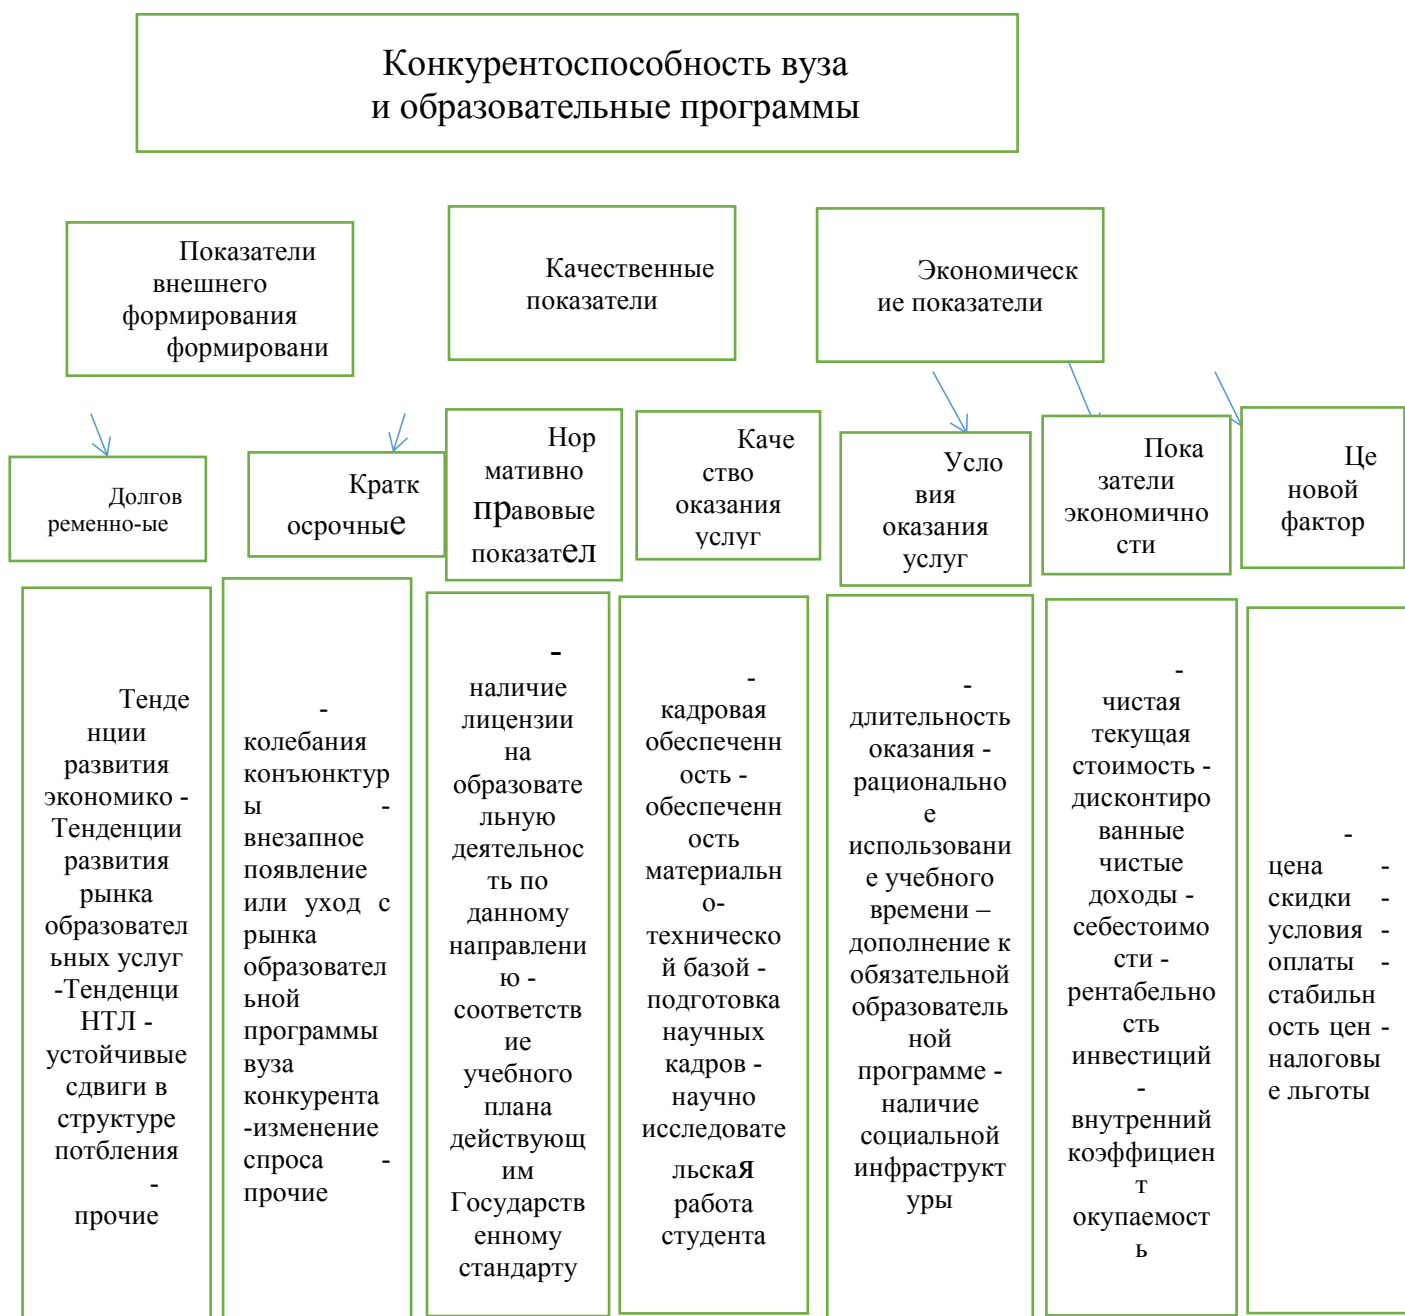 Конкурентоспособность вуза
и образовательные программы
Показатели
внешнего
формирования
формировани
Качественные
показатели
Экономическ
ие показатели
Долгов
ременно-ые
Кратк
осрочные
Нор
мативно
правовые
показател
Каче
ство
оказания
услуг
Усло
вия
оказания
услуг
Пока
затели
экономично
сти
Це
новой
фактор
Тенде
нции
развития
экономико -
Тенденции
развития
рынка
образовател
ьных услуг
-Тенденци
НТЛ -
устойчивые
сдвиги в
структуре
потбления
-
прочие
-
колебания
конъюнктур
ы -
внезапное
появление
или уход с
рынка
образовател
ьной
программы
вуза
конкурента
-изменение
спроса -
прочие
-
наличие
лицензии
на
образовате
льную
деятельнос
ть по
данному
направлени
ю -
соответств
ие
учебного
плана
действующ
им
Государств
енному
стандарту
-
кадровая
обеспеченн
ость -
обеспеченн
ость
материальн
о-
техническо
й базой -
подготовка
научных
кадров -
научно
исследовате
льская
работа
студента
-
длительность
оказания -
рационально
е
использовани
е учебного
времени –
дополнение к
обязательной
образователь
ной
программе -
наличие
социальной
инфраструкт
уры
-
чистая
текущая
стоимость -
дисконтиро
ванные
чистые
доходы -
себестоимо
сти -
рентабельно
сть
инвестиций
-
внутренний
коэффициен
т
окупаемост
ь
-
цена -
скидки -
условия -
оплаты -
стабильн
ость цен -
налоговы
е льготы